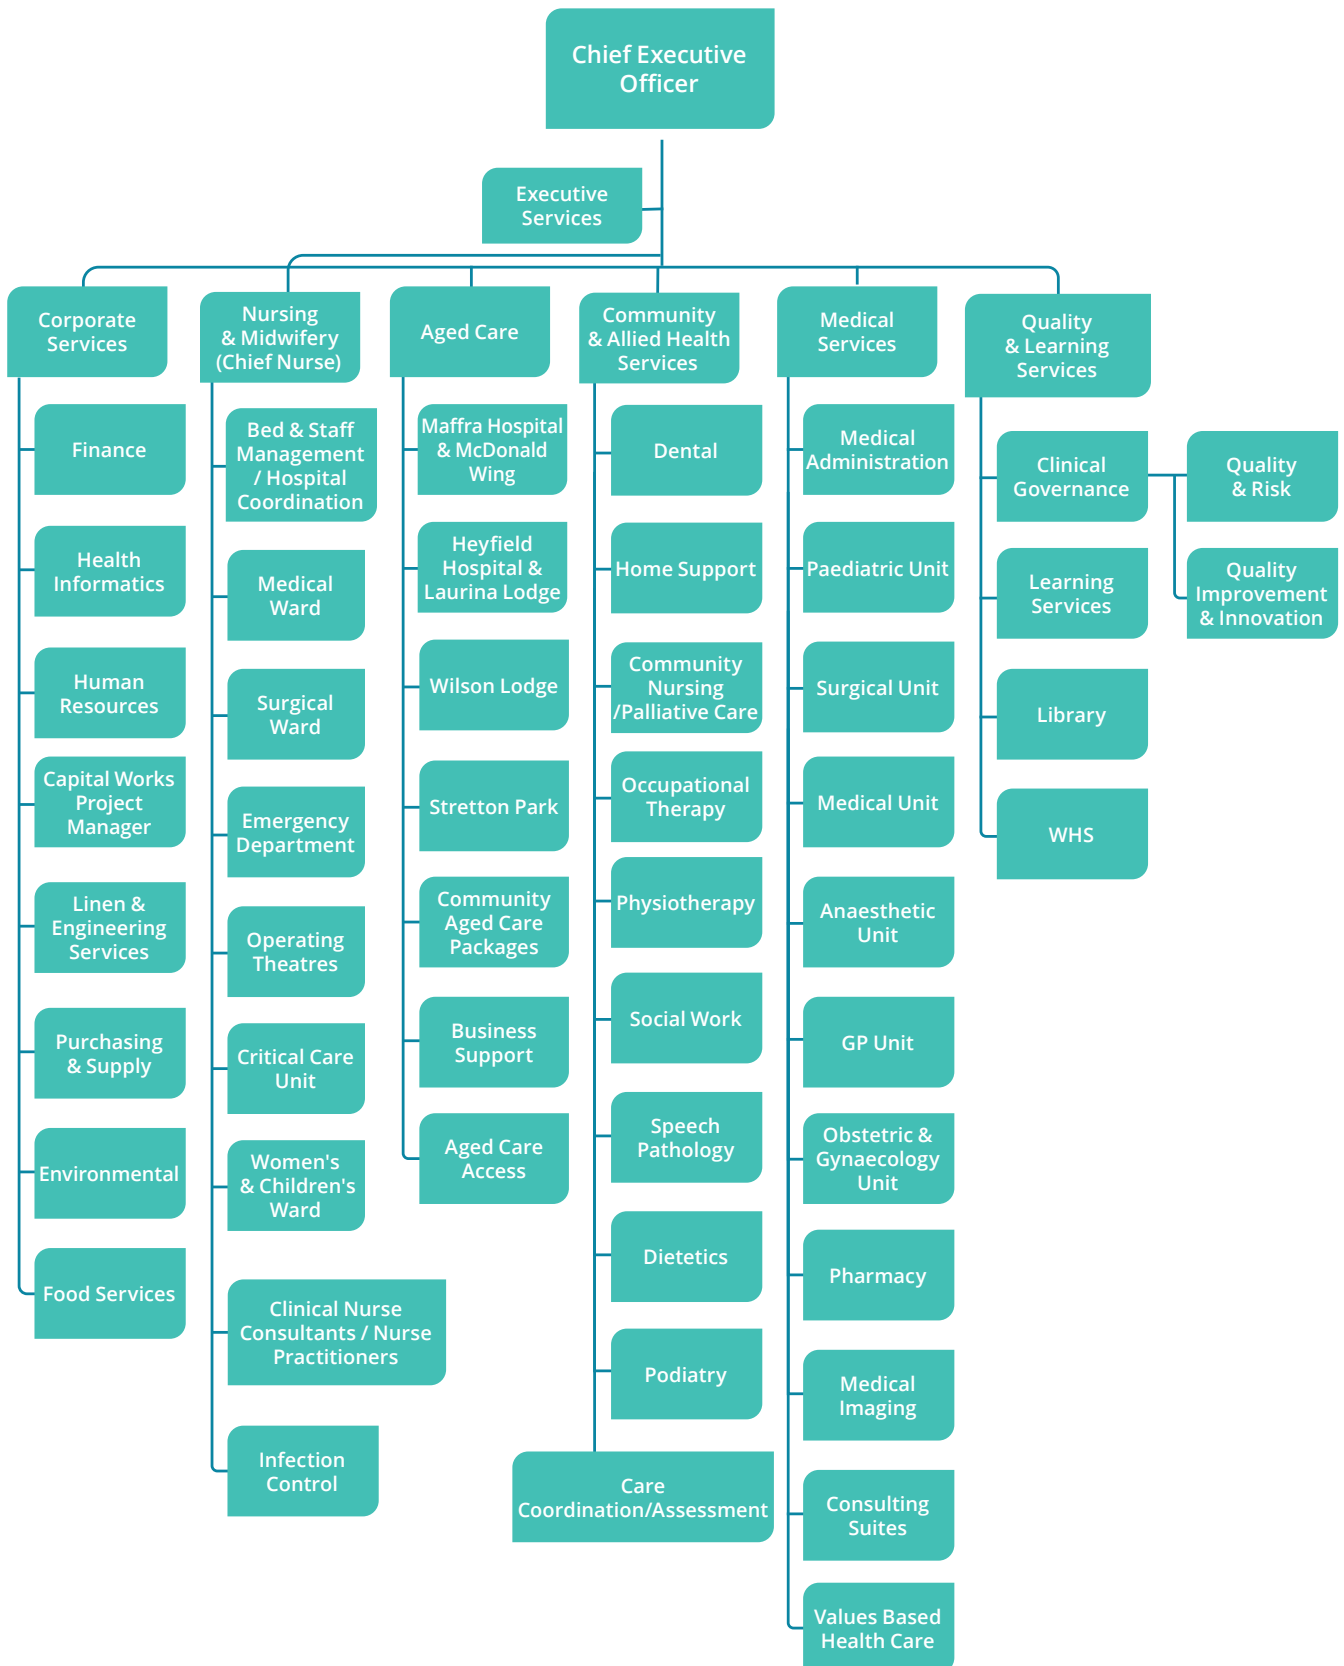 Chief Executive
Officer
Executive
Services
Corporate
Services
Finance
Health
Informatics
Human
Resources
Capital Works
Project
Manager
Linen &
Engineering
Services
Purchasing
& Supply
Environmental
Food Services
Nursing
& Midwifery
(Chief Nurse)
Bed & Staff
Management
/ Hospital
Coordination
Medical
Ward
Surgical
Ward
Emergency
Department
Operating
Theatres
Critical Care
Unit
Women's
& Children's
Ward
Clinical Nurse
Consultants / Nurse
Practitioners
Infection
Control
Aged Care
Maffra Hospital
& McDonald
Wing
Heyfield
Hospital &
Laurina Lodge
Wilson Lodge
Stretton Park
Community
Aged Care
Packages
Business
Support
Aged Care
Access
Community
& Allied Health
Services
Dental
Home Support
Community
Nursing
/Palliative Care
Occupational
Therapy
Physiotherapy
Social Work
Speech
Pathology
Dietetics
Podiatry
Care
Coordination/Assessment
Medical
Services
Medical
Administration
Paediatric Unit
Surgical Unit
Medical Unit
Anaesthetic
Unit
GP Unit
Obstetric &
Gynaecology
Unit
Pharmacy
Medical
Imaging
Consulting
Suites
Values Based
Health Care
Quality
& Learning
Services
Clinical
Governance
Quality
& Risk
Quality
Improvement
& Innovation
Learning
Services
Library
WHS